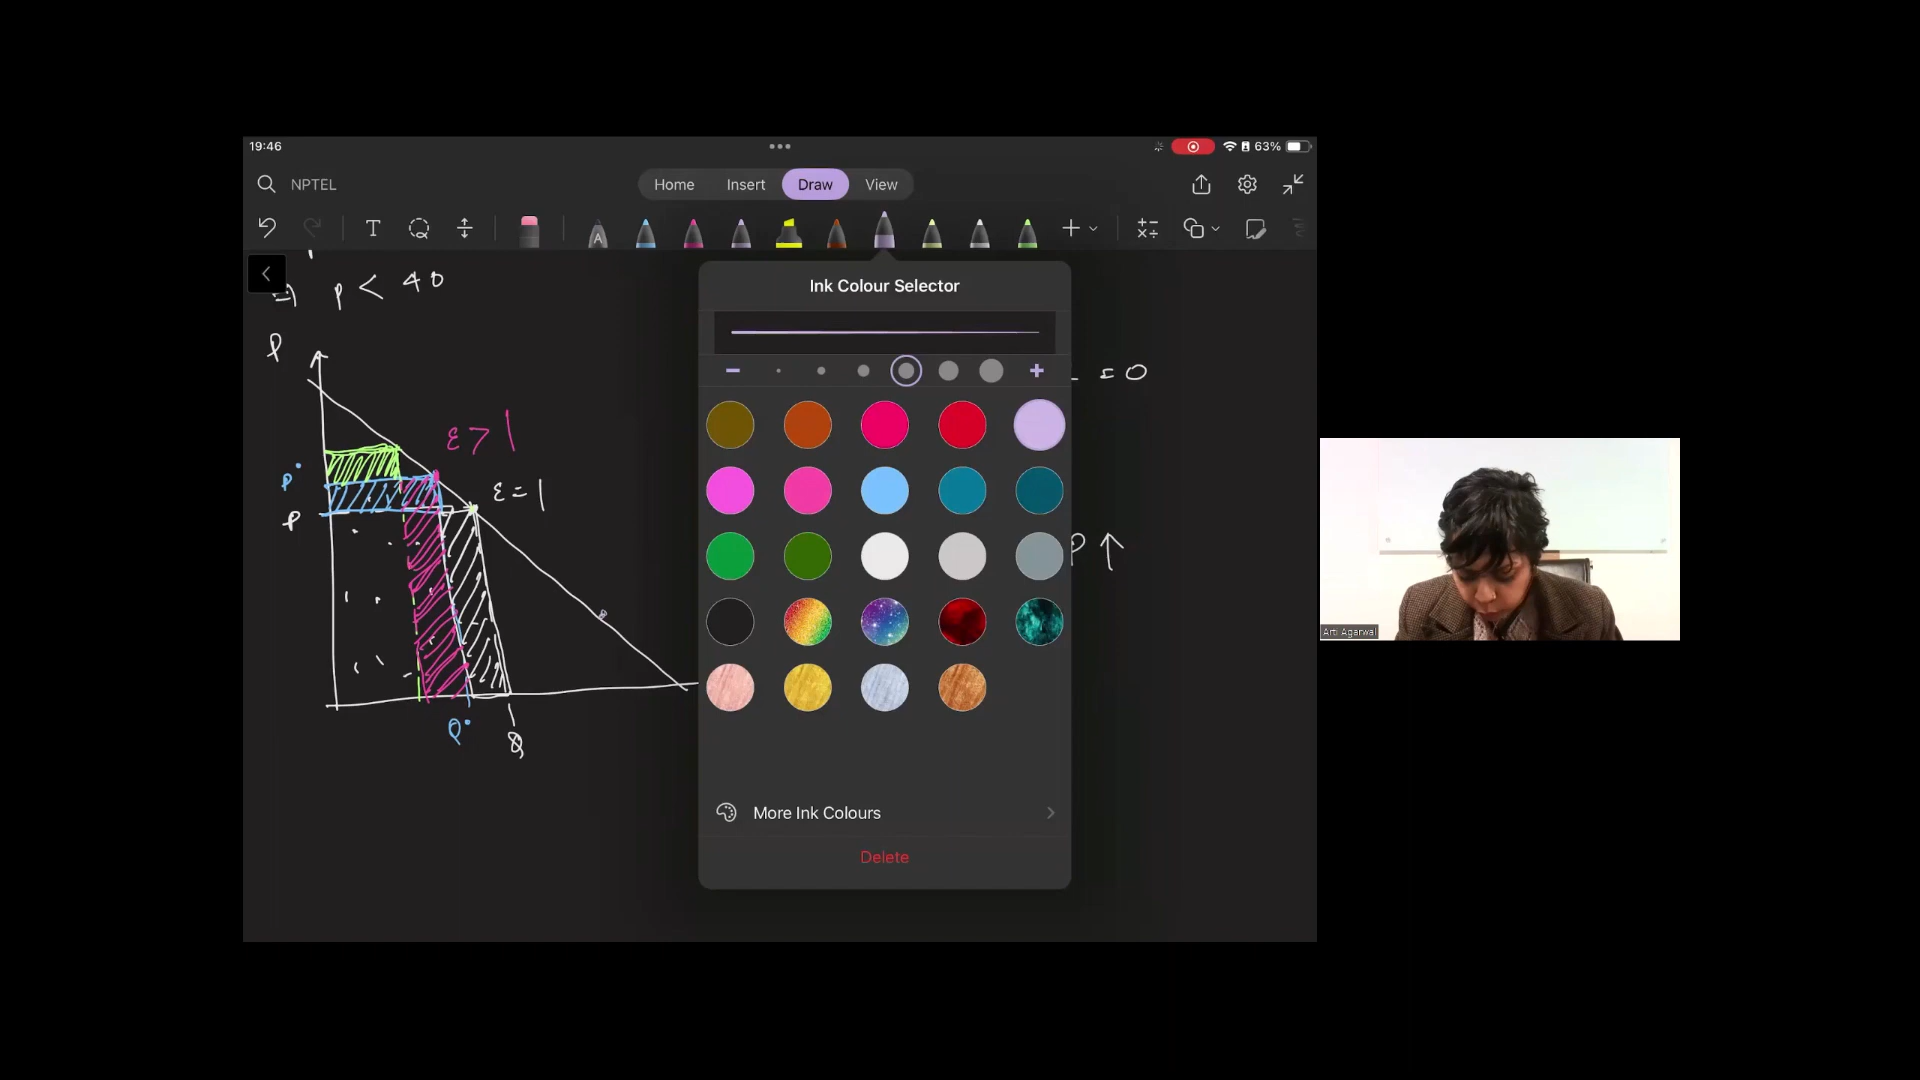 19:46
63%
NPTEL
Home Insert Draw View
A
⇒ p < 40
Ink Colour Selector
P
= 0
ε > 1
P°
ε = 1
P
P ↑
Arti Agarwal
Q°
Q
More Ink Colours
Delete